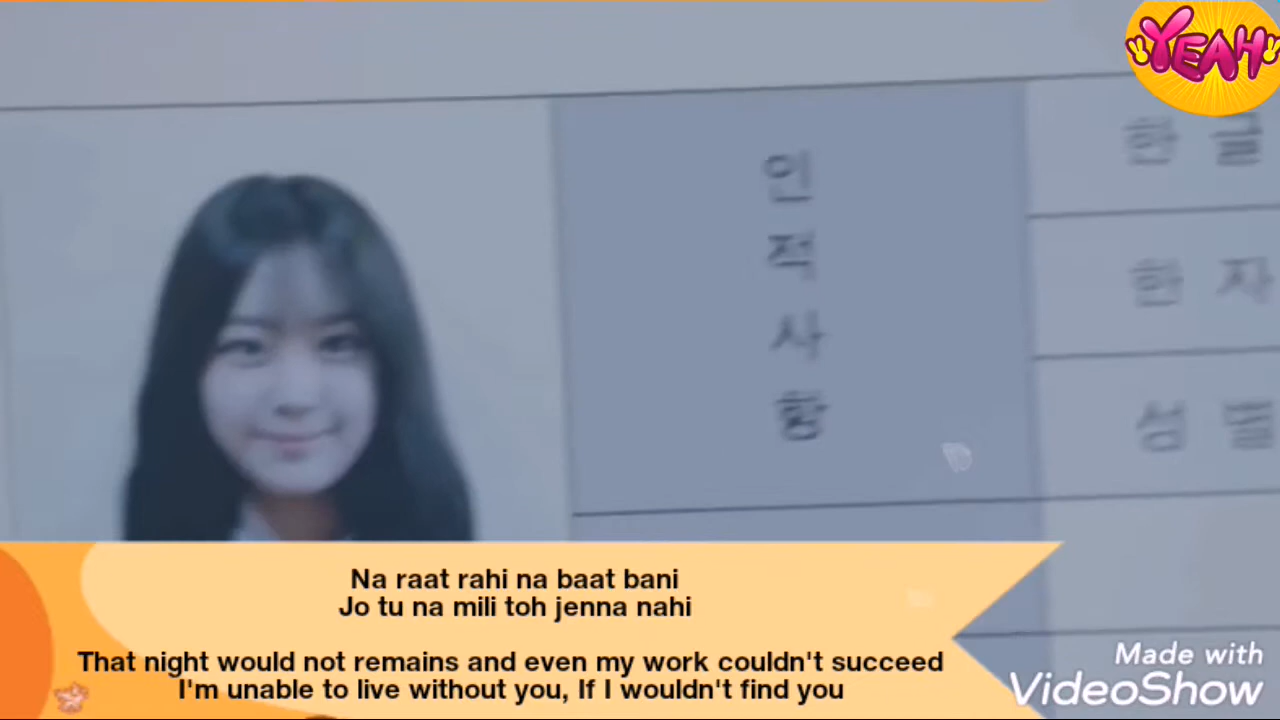 YEAH
인
적
사
항
한 글
한 자
성 별
Na raat rahi na baat bani
Jo tu na mili toh jenna nahi
That night would not remains and even my work couldn't succeed
I'm unable to live without you, If I wouldn't find you
Made with
VideoShow